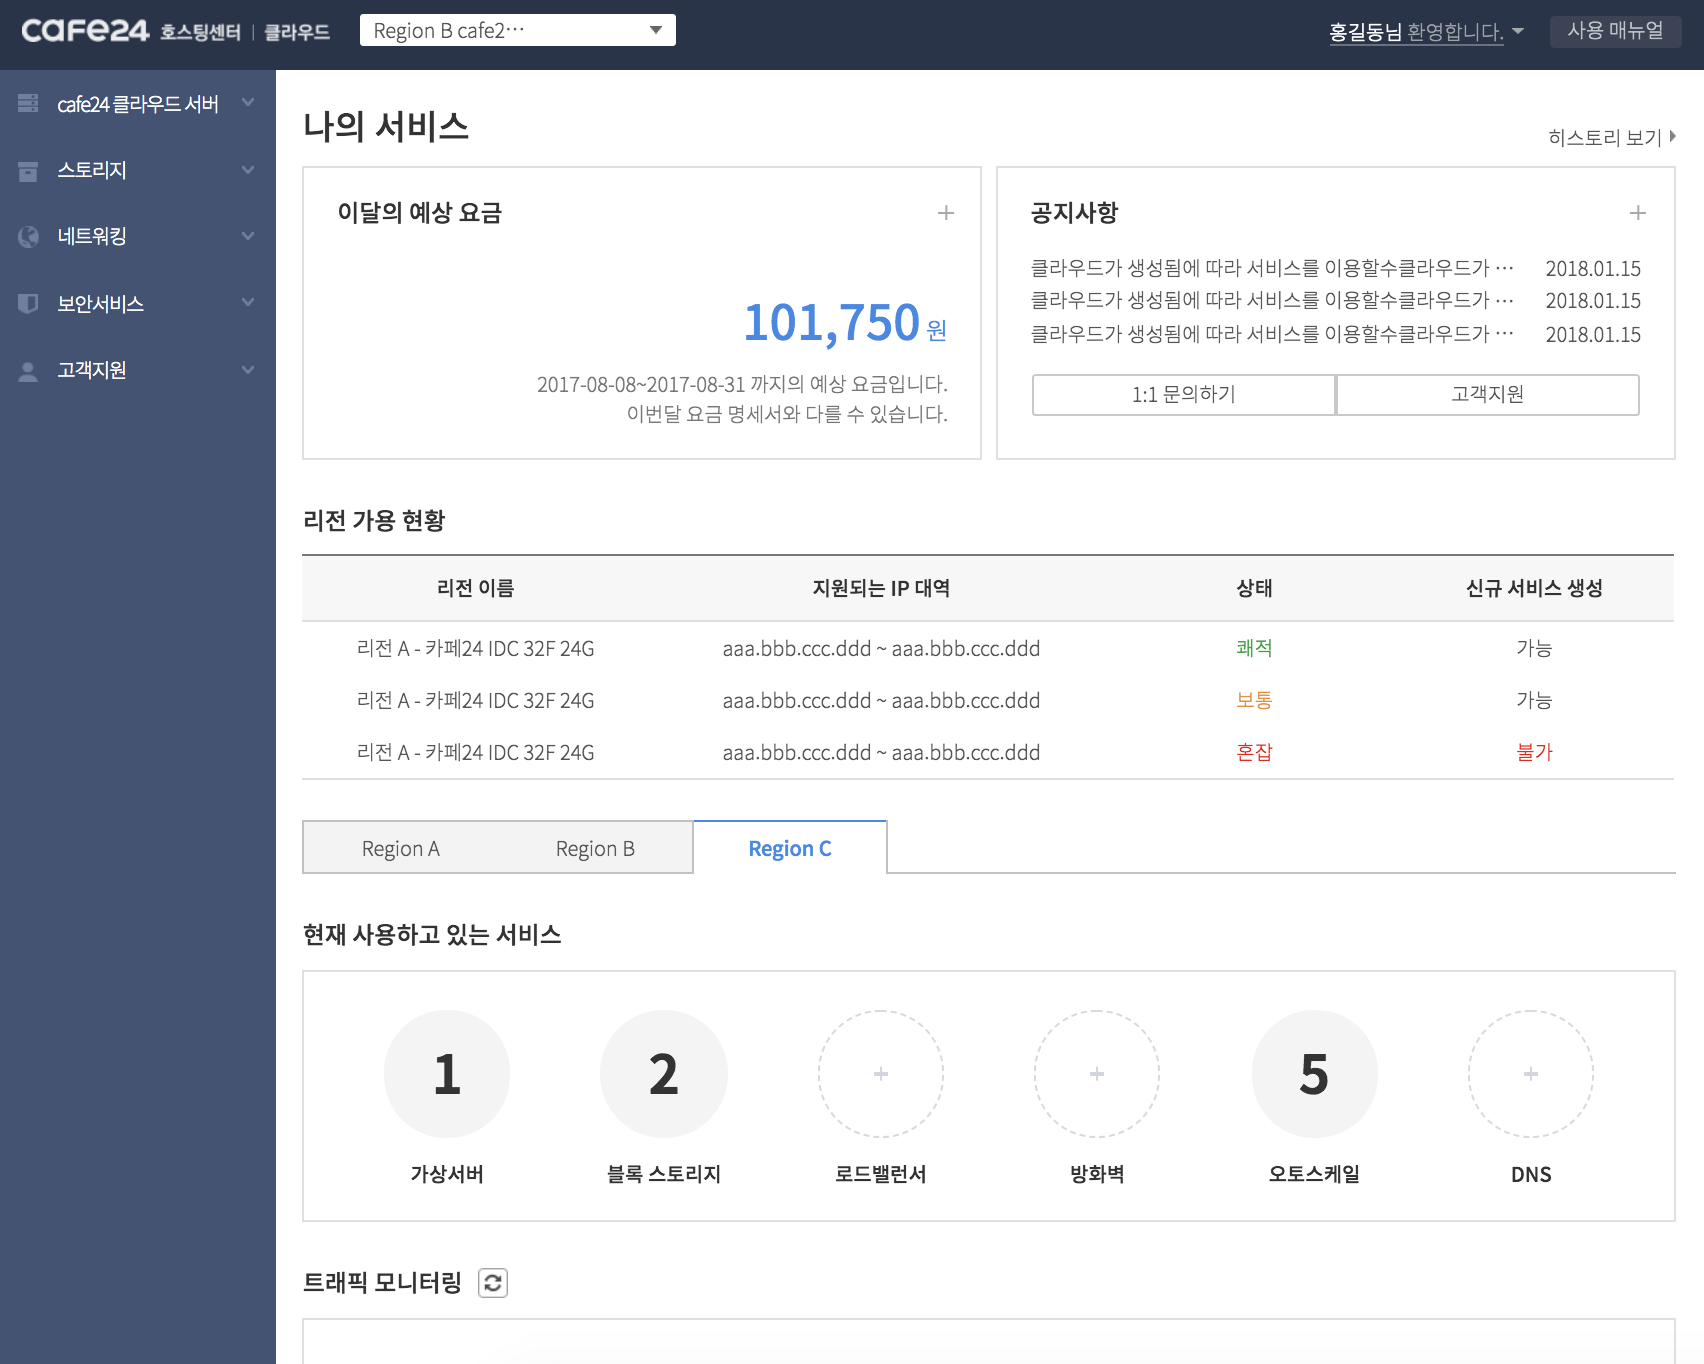 cafe24 호스팅센터 | 클라우드
Region B cafe2···
홍길동님 환영합니다.
사용 매뉴얼
cafe24 클라우드 서버
스토리지
네트워킹
보안서비스
고객지원
나의 서비스
히스토리 보기
이달의 예상 요금
+
101,750 원
2017-08-08~2017-08-31 까지의 예상 요금입니다.
이번달 요금 명세서와 다를 수 있습니다.
공지사항
+
클라우드가 생성됨에 따라 서비스를 이용할수클라우드가 ··· 2018.01.15
클라우드가 생성됨에 따라 서비스를 이용할수클라우드가 ··· 2018.01.15
클라우드가 생성됨에 따라 서비스를 이용할수클라우드가 ··· 2018.01.15
1:1 문의하기 고객지원
리전 가용 현황
리전 이름 지원되는 IP 대역 상태 신규 서비스 생성
리전 A - 카페24 IDC 32F 24G aaa.bbb.ccc.ddd ~ aaa.bbb.ccc.ddd 쾌적 가능
리전 A - 카페24 IDC 32F 24G aaa.bbb.ccc.ddd ~ aaa.bbb.ccc.ddd 보통 가능
리전 A - 카페24 IDC 32F 24G aaa.bbb.ccc.ddd ~ aaa.bbb.ccc.ddd 혼잡 불가
Region A Region B Region C
현재 사용하고 있는 서비스
1 2 + + 5 +
가상서버 블록 스토리지 로드밸런서 방화벽 오토스케일 DNS
트래픽 모니터링